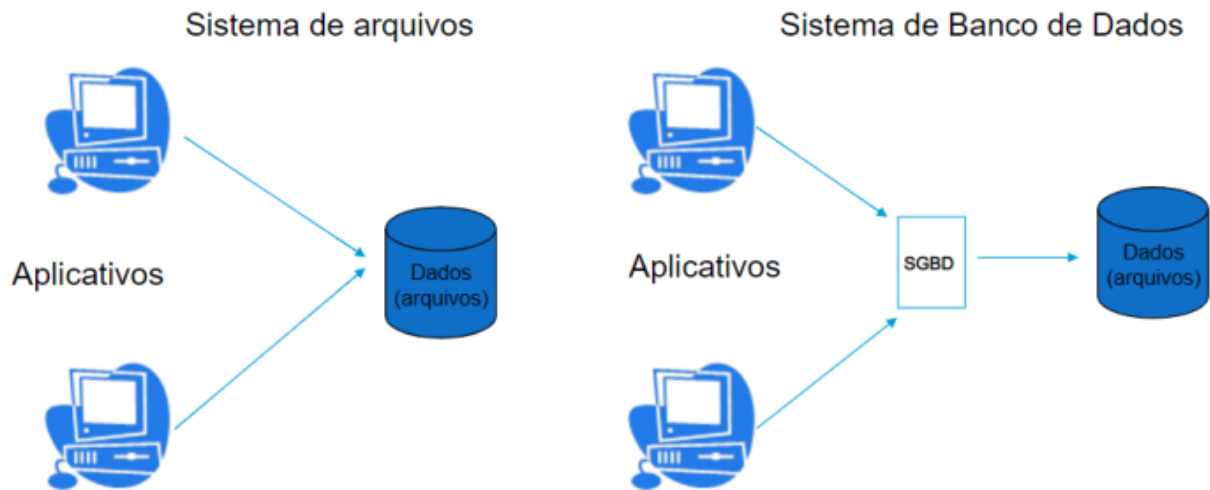 Sistema de arquivos
Aplicativos
Dados
(arquivos)
Sistema de Banco de Dados
Aplicativos
SGBD
Dados
(arquivos)